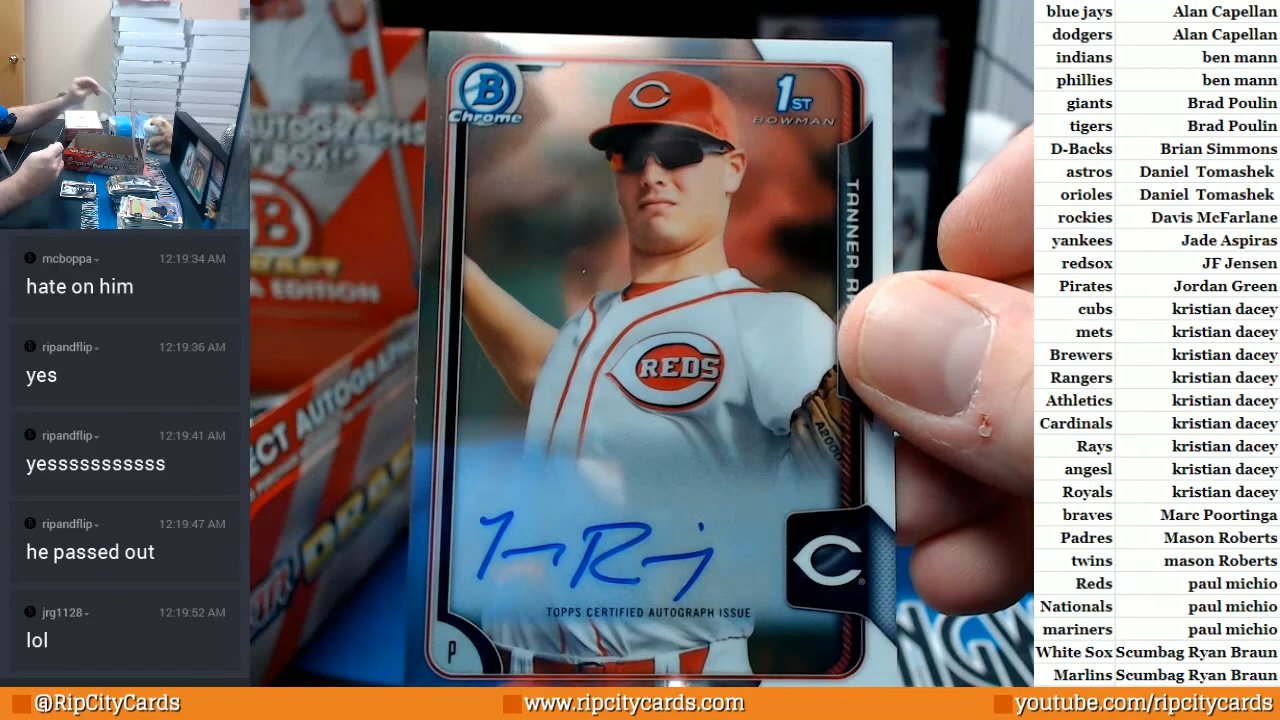 mcboppa
12:19:34 AM
hate on him
ripandflip
12:19:36 AM
yes
ripandflip
12:19:41 AM
yesssssssssss
ripandflip
12:19:47 AM
he passed out
jrg1128
12:19:52 AM
lol
AUTOGRAPHS
B
EDITION
AUTOGRAPHS
B
Chrome
1ST
BOWMAN
C
TANNER
REDS
A2000
TOPPS CERTIFIED AUTOGRAPH ISSUE
C
P
blue jays Alan Capellan
dodgers Alan Capellan
indians ben mann
phillies ben mann
giants Brad Poulin
tigers Brad Poulin
D-Backs Brian Simmons
astros Daniel Tomashek
orioles Daniel Tomashek
rockies Davis McFarlane
yankees Jade Aspiras
redsox JF Jensen
Pirates Jordan Green
cubs kristian dacey
mets kristian dacey
Brewers kristian dacey
Rangers kristian dacey
Athletics kristian dacey
Cardinals kristian dacey
Rays kristian dacey
angesl kristian dacey
Royals kristian dacey
braves Marc Poortinga
Padres Mason Roberts
twins mason Roberts
Reds paul michio
Nationals paul michio
mariners paul michio
White Sox Scumbag Ryan Braun
Marlins Scumbag Ryan Braun
@RipCityCards
www.ripcitycards.com
youtube.com/ripcitycards